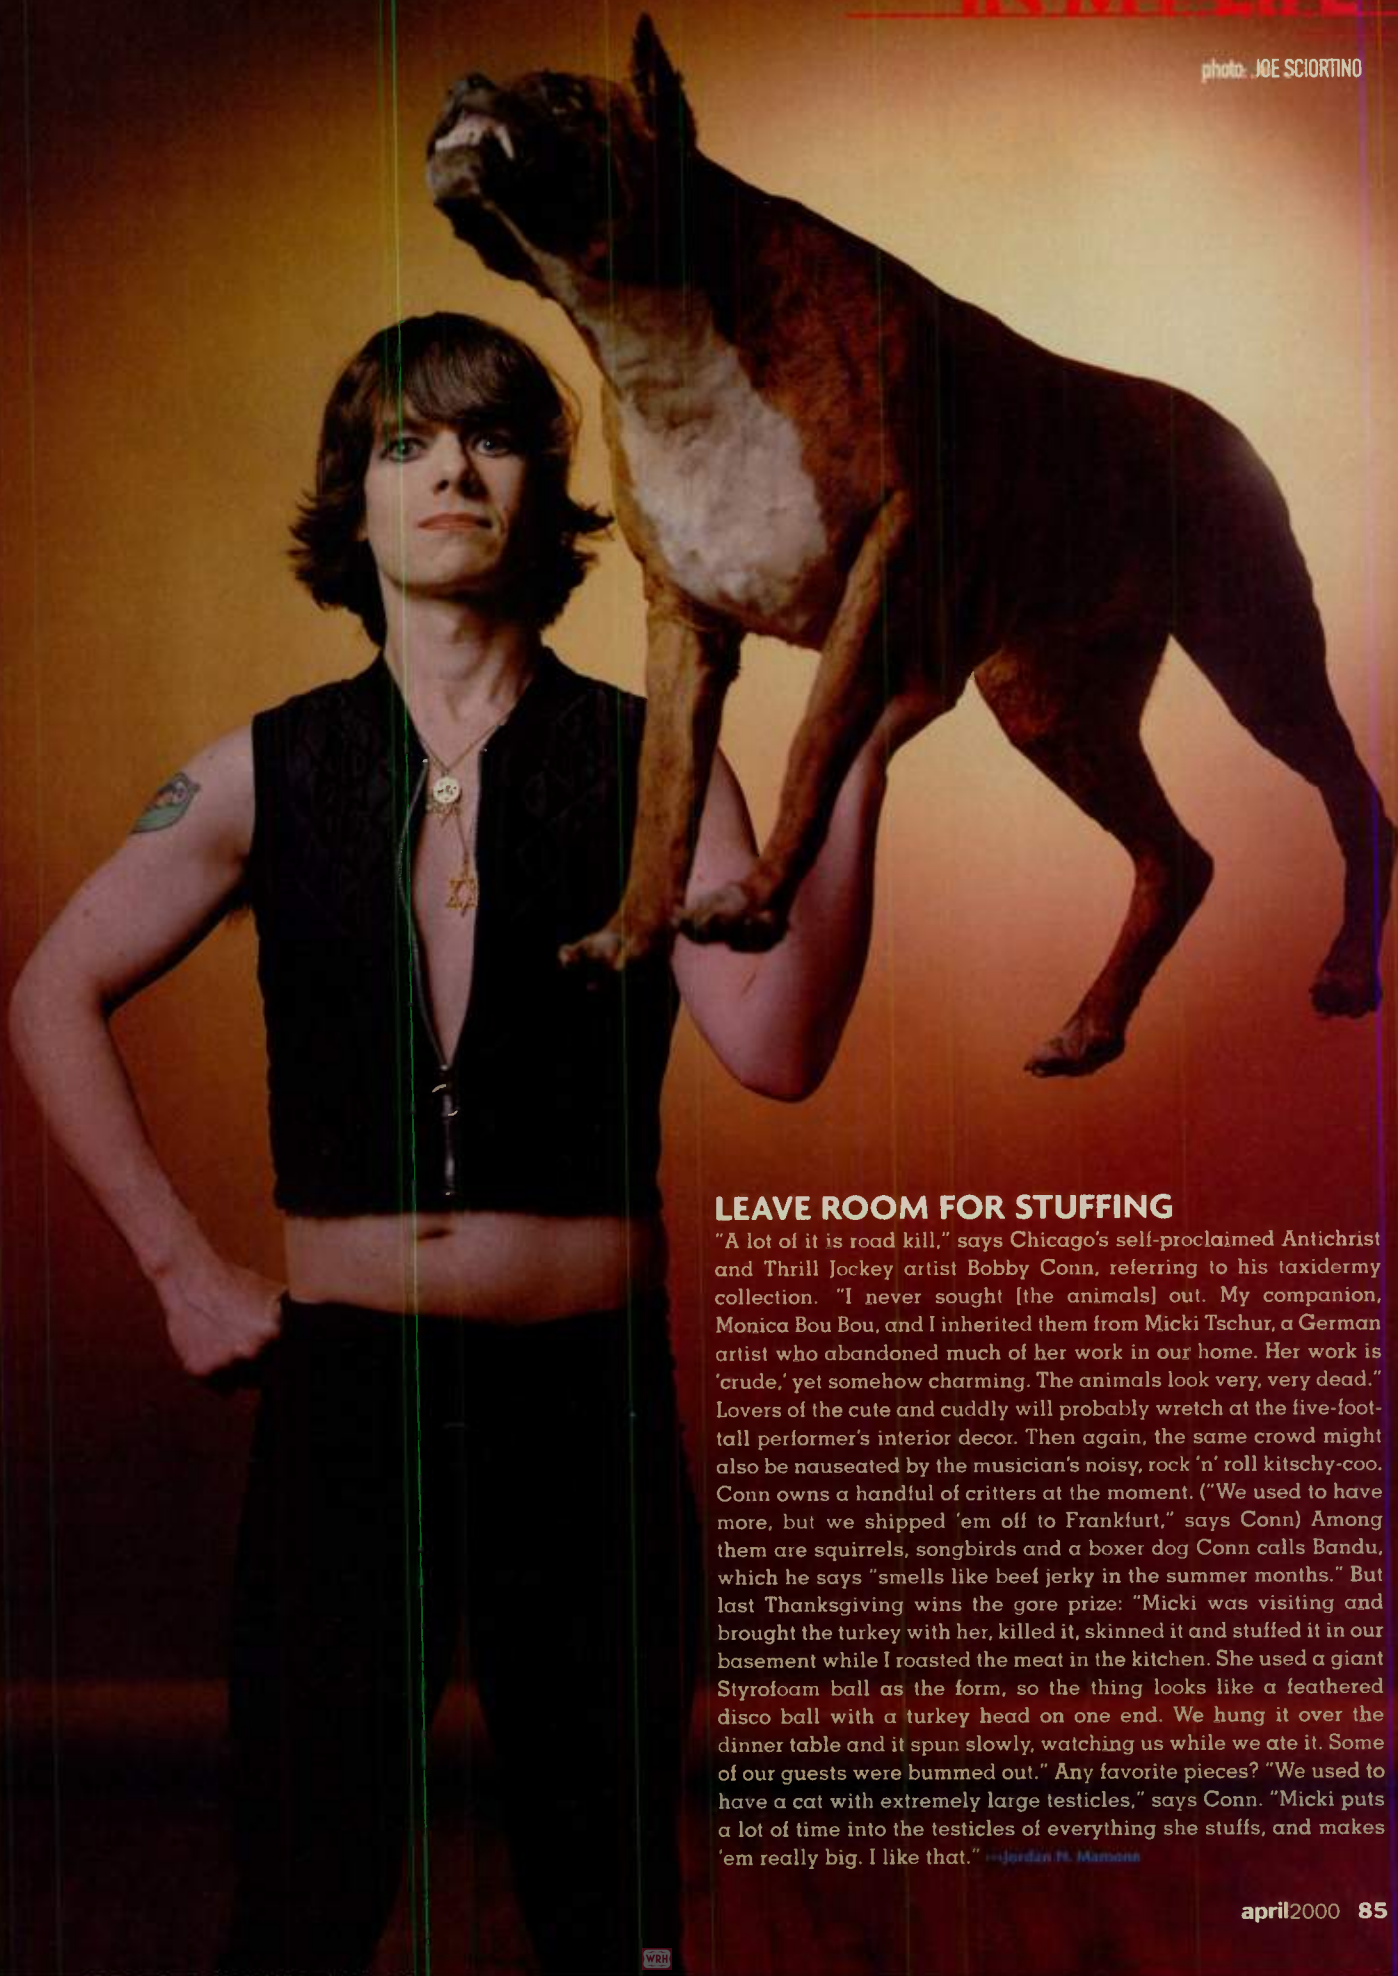 IN MY LIFE
photo: JOE SCIORTINO
LEAVE ROOM FOR STUFFING
"A lot of it is road kill," says Chicago's self-proclaimed Antichrist
and Thrill Jockey artist Bobby Conn, referring to his taxidermy
collection. "I never sought [the animals] out. My companion,
Monica Bou Bou, and I inherited them from Micki Tschur, a German
artist who abandoned much of her work in our home. Her work is
'crude,' yet somehow charming. The animals look very, very dead."
Lovers of the cute and cuddly will probably wretch at the five-foot-
tall performer's interior decor. Then again, the same crowd might
also be nauseated by the musician's noisy, rock 'n' roll kitschy-coo.
Conn owns a handful of critters at the moment. ("We used to have
more, but we shipped 'em off to Frankfurt," says Conn) Among
them are squirrels, songbirds and a boxer dog Conn calls Bandu,
which he says "smells like beef jerky in the summer months." But
last Thanksgiving wins the gore prize: "Micki was visiting and
brought the turkey with her, killed it, skinned it and stuffed it in our
basement while I roasted the meat in the kitchen. She used a giant
Styrofoam ball as the form, so the thing looks like a feathered
disco ball with a turkey head on one end. We hung it over the
dinner table and it spun slowly, watching us while we ate it. Some
of our guests were bummed out." Any favorite pieces? "We used to
have a cat with extremely large testicles," says Conn. "Micki puts
a lot of time into the testicles of everything she stuffs, and makes
'em really big. I like that." —Jordan N. Mamone
april2000 85
WRH